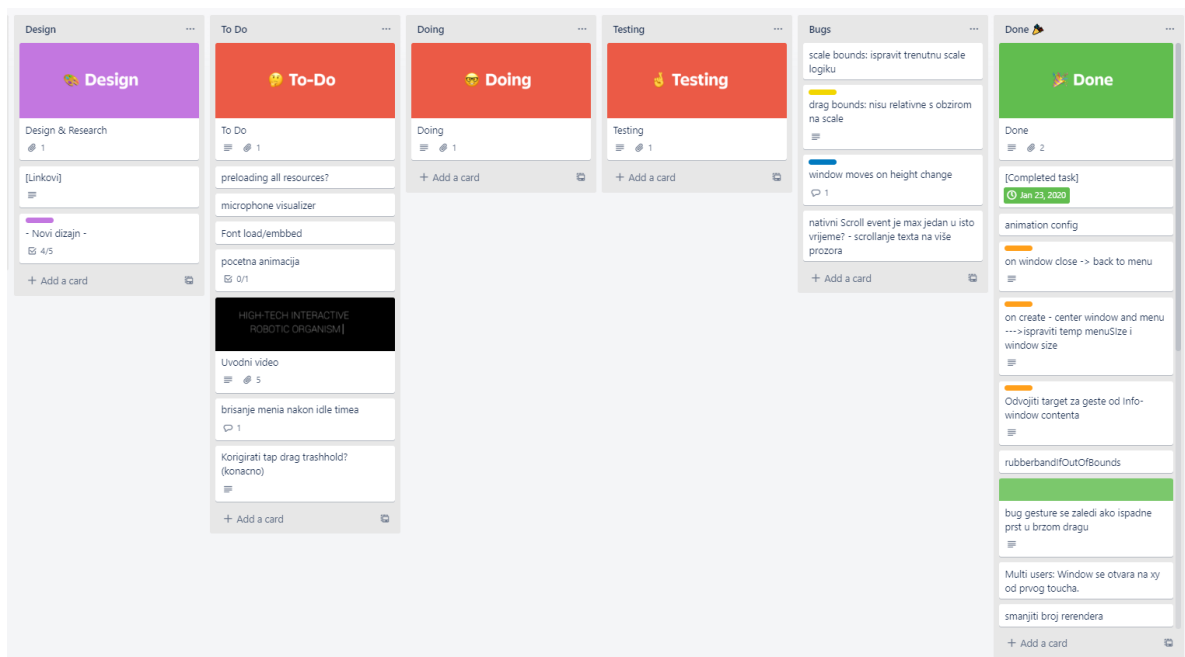 Design
Design
Design & Research
1
[Linkovi]
- Novi dizajn -
4/5
+ Add a card
To Do
To-Do
To Do
1
preloading all resources?
microphone visualizer
Font load/embbed
pocetna animacija
0/1
HIGH-TECH INTERACTIVE
ROBOTIC ORGANISM
Uvodni video
5
brisanje menia nakon idle timea
1
Korigirati tap drag trashhold?
(konacno)
+ Add a card
Doing
Doing
Doing
1
+ Add a card
Testing
Testing
Testing
1
+ Add a card
Bugs
scale bounds: ispravit trenutnu scale
logiku
drag bounds: nisu relativne s obzirom
na scale
window moves on height change
1
nativni Scroll event je max jedan u isto
vrijeme? - scrollanje texta na više
prozora
+ Add a card
Done
Done
Done
2
[Completed task]
Jan 23, 2020
animation config
on window close -> back to menu
on create - center window and menu
--->ispraviti temp menuSIze i
window size
Odvojiti target za geste od Info-
window contenta
rubberbandIfOutOfBounds
bug gesture se zaledi ako ispadne
prst u brzom dragu
Multi users: Window se otvara na xy
od prvog toucha.
smanjiti broj rerendera
+ Add a card